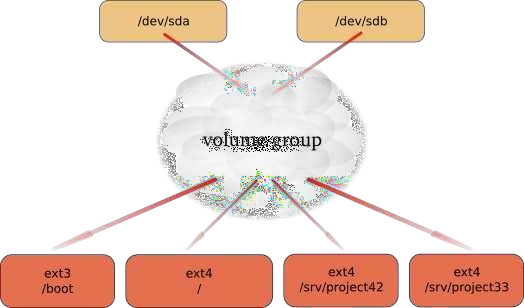 /dev/sda
/dev/sdb
volume group
ext3
/boot
ext4
/
ext4
/srv/project42
ext4
/srv/project33